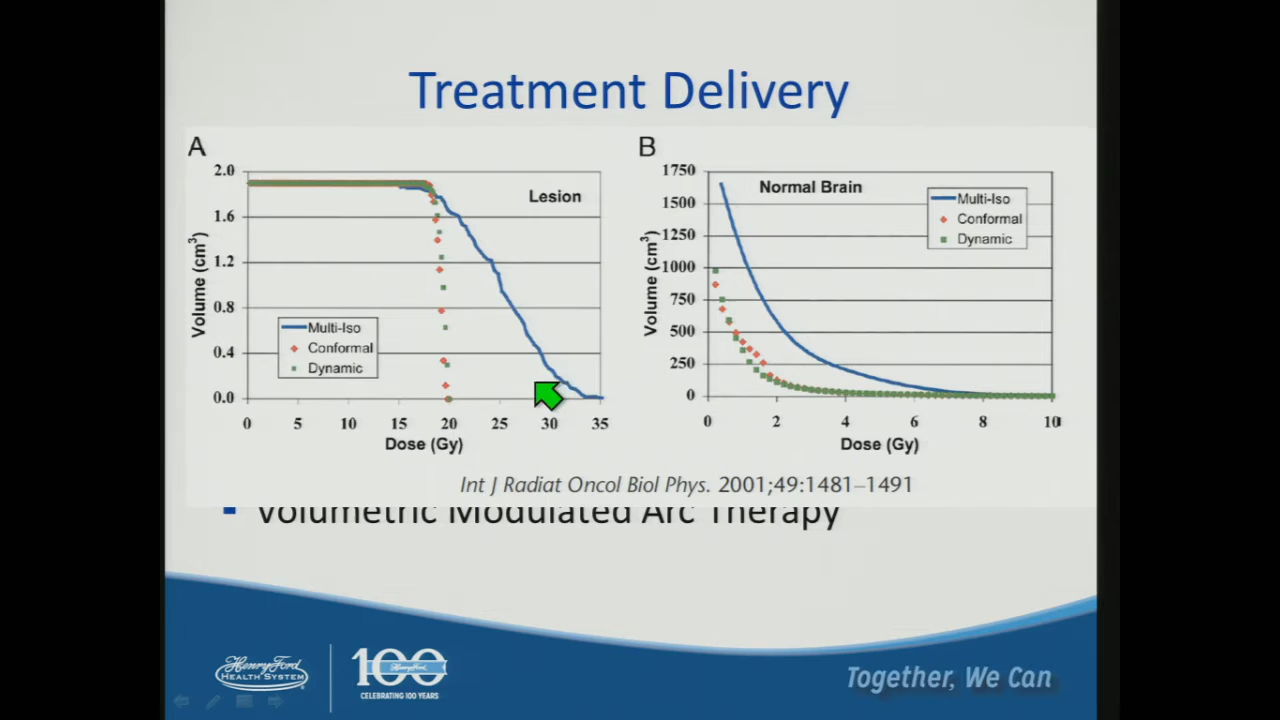 Treatment Delivery
A
2.0
1.6
1.2
0.8
0.4
0.0
Volume (cm³)
Lesion
Multi-Iso
Conformal
Dynamic
0 5 10 15 20 25 30 35
Dose (Gy)
B
1750
1500
1250
1000
750
500
250
0
Volume (cm³)
Normal Brain
Multi-Iso
Conformal
Dynamic
0 2 4 6 8 10
Dose (Gy)
Int J Radiat Oncol Biol Phys. 2001;49:1481–1491
Volumetric Modulated Arc Therapy
Henry Ford
HEALTH SYSTEM
100
Henry Ford
CELEBRATING 100 YEARS
Together, We Can